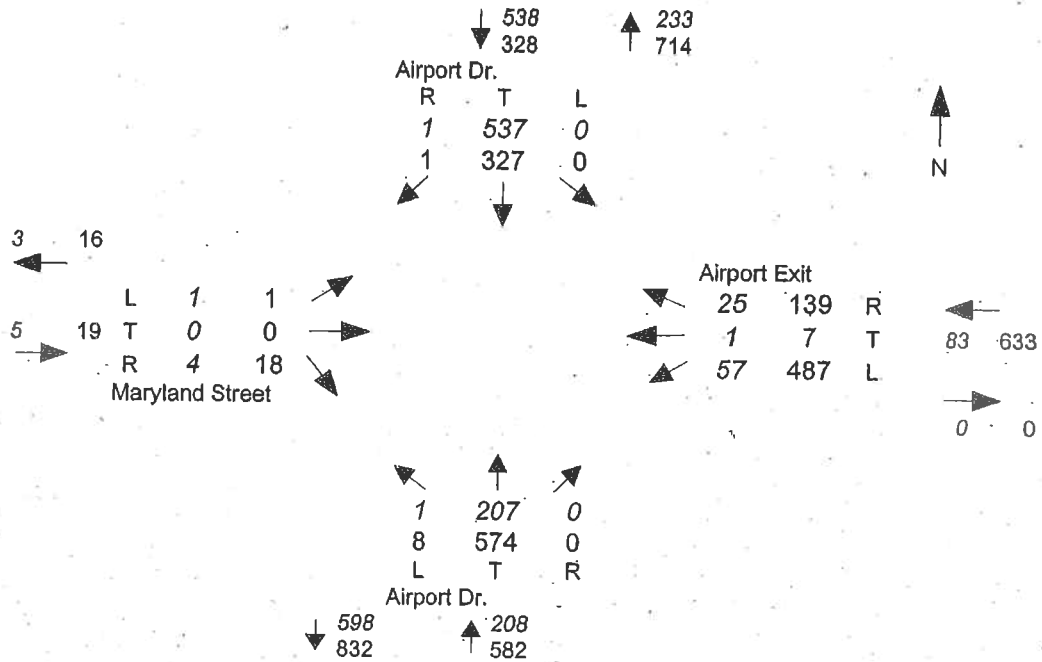 538 233
328 714
Airport Dr.
R T L
1 537 0
1 327 0
N
3 16
Airport Exit
L 1 1 25 139 R
5 19 T 0 0 1 7 T 83 633
R 4 18 57 487 L
Maryland Street
0 0
1 207 0
8 574 0
L T R
Airport Dr.
598 208
832 582